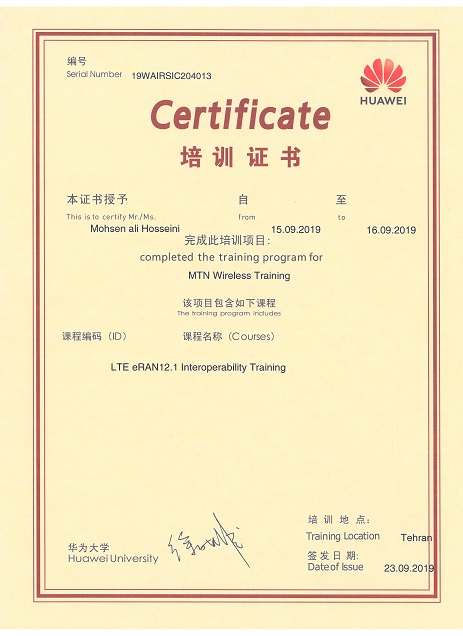 编号
Serial Number 19WAIRSIC204013
HUAWEI
Certificate
培训证书
本证书授予 自 至
This is to certify Mr./Ms. from to
Mohsen ali Hosseini 15.09.2019 16.09.2019
完成此培训项目:
completed the training program for
MTN Wireless Training
该项目包含如下课程
The training program includes
课程编码（ID） 课程名称（Courses）
LTE eRAN12.1 Interoperability Training
培训地点:
Training Location Tehran
华为大学 签发日期:
Huawei University Date of Issue 23.09.2019